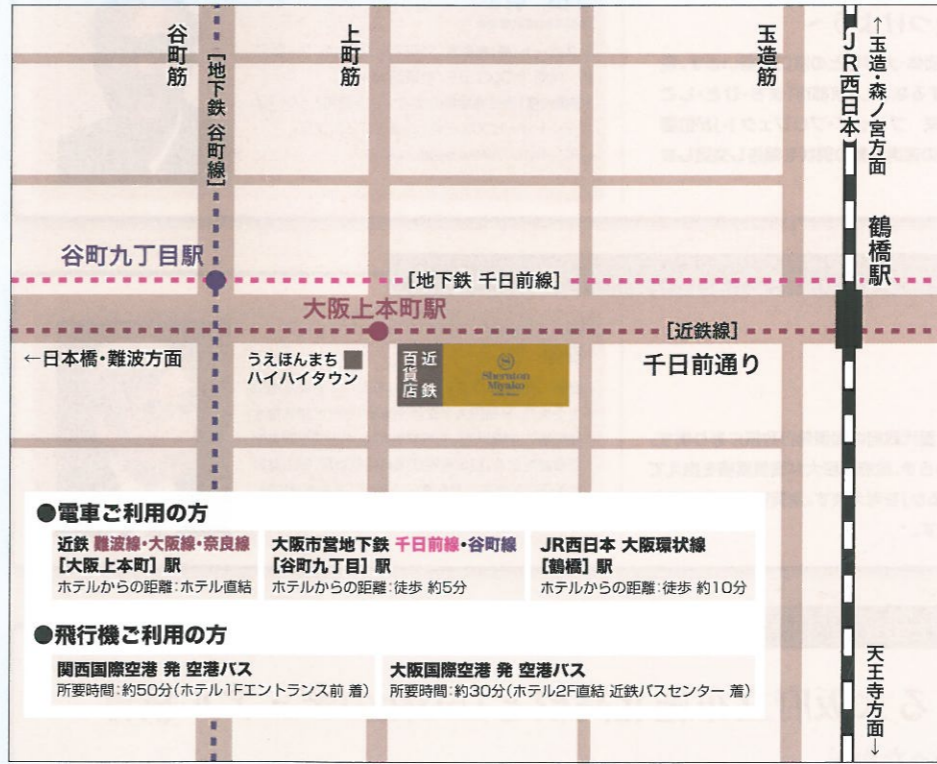 谷町筋
[地下鉄 谷町線]
上町筋
玉造筋
JR西日本
↑玉造・森ノ宮方面
鶴橋駅
谷町九丁目駅
[地下鉄 千日前線]
大阪上本町駅
[近鉄線]
←日本橋・難波方面
うえほんまち
ハイハイタウン
近鉄
百貨店
Sheraton
Miyako
千日前通り
●電車ご利用の方
近鉄 難波線・大阪線・奈良線
[大阪上本町] 駅
ホテルからの距離:ホテル直結
大阪市営地下鉄 千日前線・谷町線
[谷町九丁目] 駅
ホテルからの距離:徒歩 約5分
JR西日本 大阪環状線
[鶴橋] 駅
ホテルからの距離:徒歩 約10分
●飛行機ご利用の方
関西国際空港 発 空港バス
所要時間:約50分(ホテル1Fエントランス前 着)
大阪国際空港 発 空港バス
所要時間:約30分(ホテル2F直結 近鉄バスセンター 着)
天王寺方面→